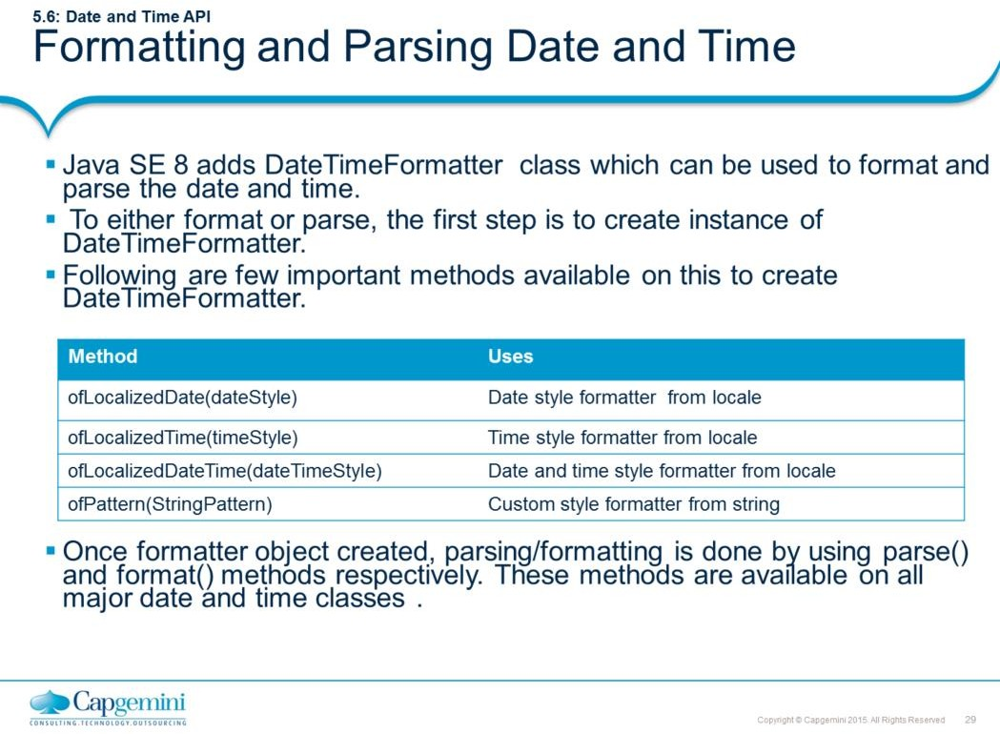 5.6: Date and Time API
Formatting and Parsing Date and Time
▪ Java SE 8 adds DateTimeFormatter class which can be used to format and
parse the date and time.
▪ To either format or parse, the first step is to create instance of
DateTimeFormatter.
▪ Following are few important methods available on this to create
DateTimeFormatter.
Method Uses
ofLocalizedDate(dateStyle) Date style formatter from locale
ofLocalizedTime(timeStyle) Time style formatter from locale
ofLocalizedDateTime(dateTimeStyle) Date and time style formatter from locale
ofPattern(StringPattern) Custom style formatter from string
▪ Once formatter object created, parsing/formatting is done by using parse()
and format() methods respectively. These methods are available on all
major date and time classes .
Capgemini
CONSULTING.TECHNOLOGY.OUTSOURCING
Copyright © Capgemini 2015. All Rights Reserved 29